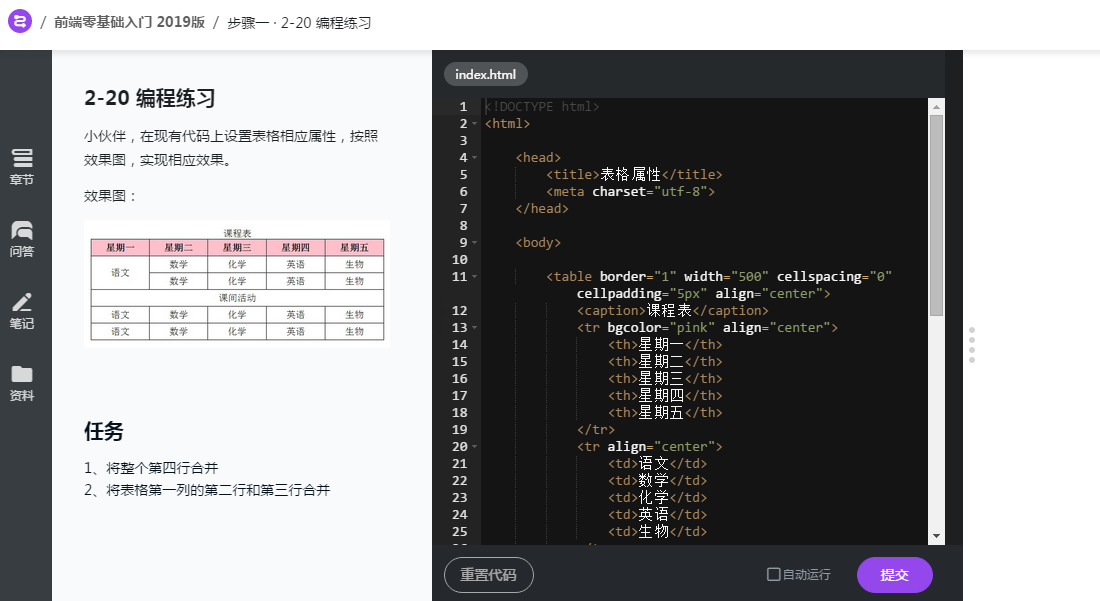 / 前端零基础入门 2019版 / 步骤一 · 2-20 编程练习
章节
问答
笔记
资料
2-20 编程练习
小伙伴，在现有代码上设置表格相应属性，按照
效果图，实现相应效果。
效果图：
课程表
星期一 星期二 星期三 星期四 星期五
语文 数学 化学 英语 生物
数学 化学 英语 生物
课间活动
语文 数学 化学 英语 生物
语文 数学 化学 英语 生物
任务
1、将整个第四行合并
2、将表格第一列的第二行和第三行合并
index.html
1 <!DOCTYPE html>
2 <html>
3
4 <head>
5 <title>表格属性</title>
6 <meta charset="utf-8">
7 </head>
8
9 <body>
10
11 <table border="1" width="500" cellspacing="0"
cellpadding="5px" align="center">
12 <caption>课程表</caption>
13 <tr bgcolor="pink" align="center">
14 <th>星期一</th>
15 <th>星期二</th>
16 <th>星期三</th>
17 <th>星期四</th>
18 <th>星期五</th>
19 </tr>
20 <tr align="center">
21 <td>语文</td>
22 <td>数学</td>
23 <td>化学</td>
24 <td>英语</td>
25 <td>生物</td>
重置代码
自动运行
提交